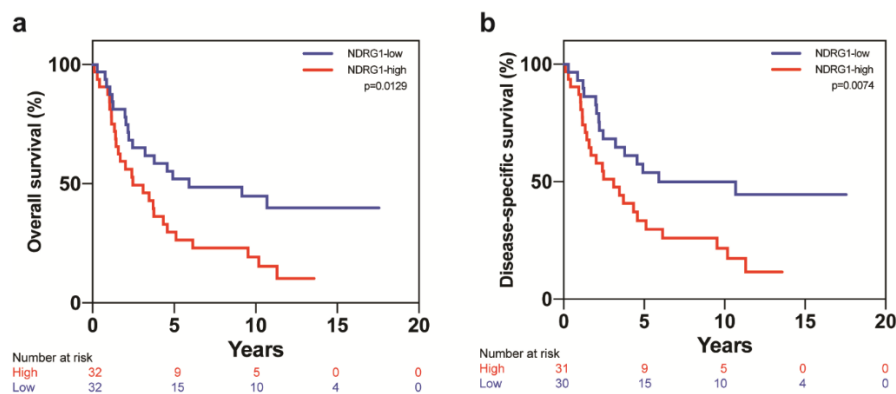 a
NDRG1-low
NDRG1-high
p=0.0129
Overall survival (%)
100
50
0
0 5 10 15 20
Years
Number at risk
High 32 9 5 0 0
Low 32 15 10 4 0
b
NDRG1-low
NDRG1-high
p=0.0074
Disease-specific survival (%)
100
50
0
0 5 10 15 20
Years
Number at risk
High 31 9 5 0 0
Low 30 15 10 4 0